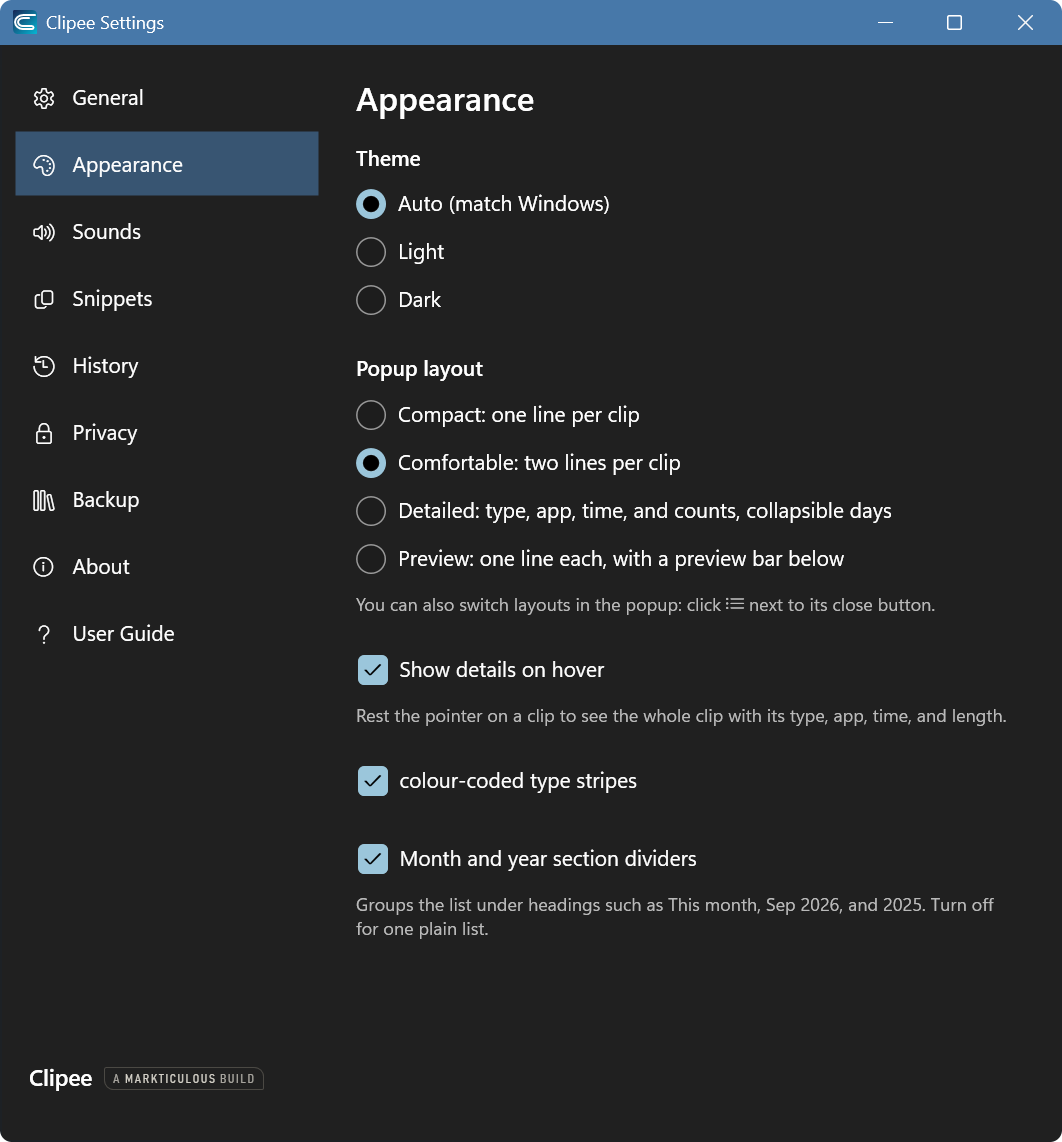 Clipee Settings
General
Appearance
Sounds
Snippets
History
Privacy
Backup
About
User Guide
Appearance
Theme
Auto (match Windows)
Light
Dark
Popup layout
Compact: one line per clip
Comfortable: two lines per clip
Detailed: type, app, time, and counts, collapsible days
Preview: one line each, with a preview bar below
You can also switch layouts in the popup: click next to its close button.
Show details on hover
Rest the pointer on a clip to see the whole clip with its type, app, time, and length.
colour-coded type stripes
Month and year section dividers
Groups the list under headings such as This month, Sep 2026, and 2025. Turn off
for one plain list.
Clipee
A MARKTICULOUS BUILD